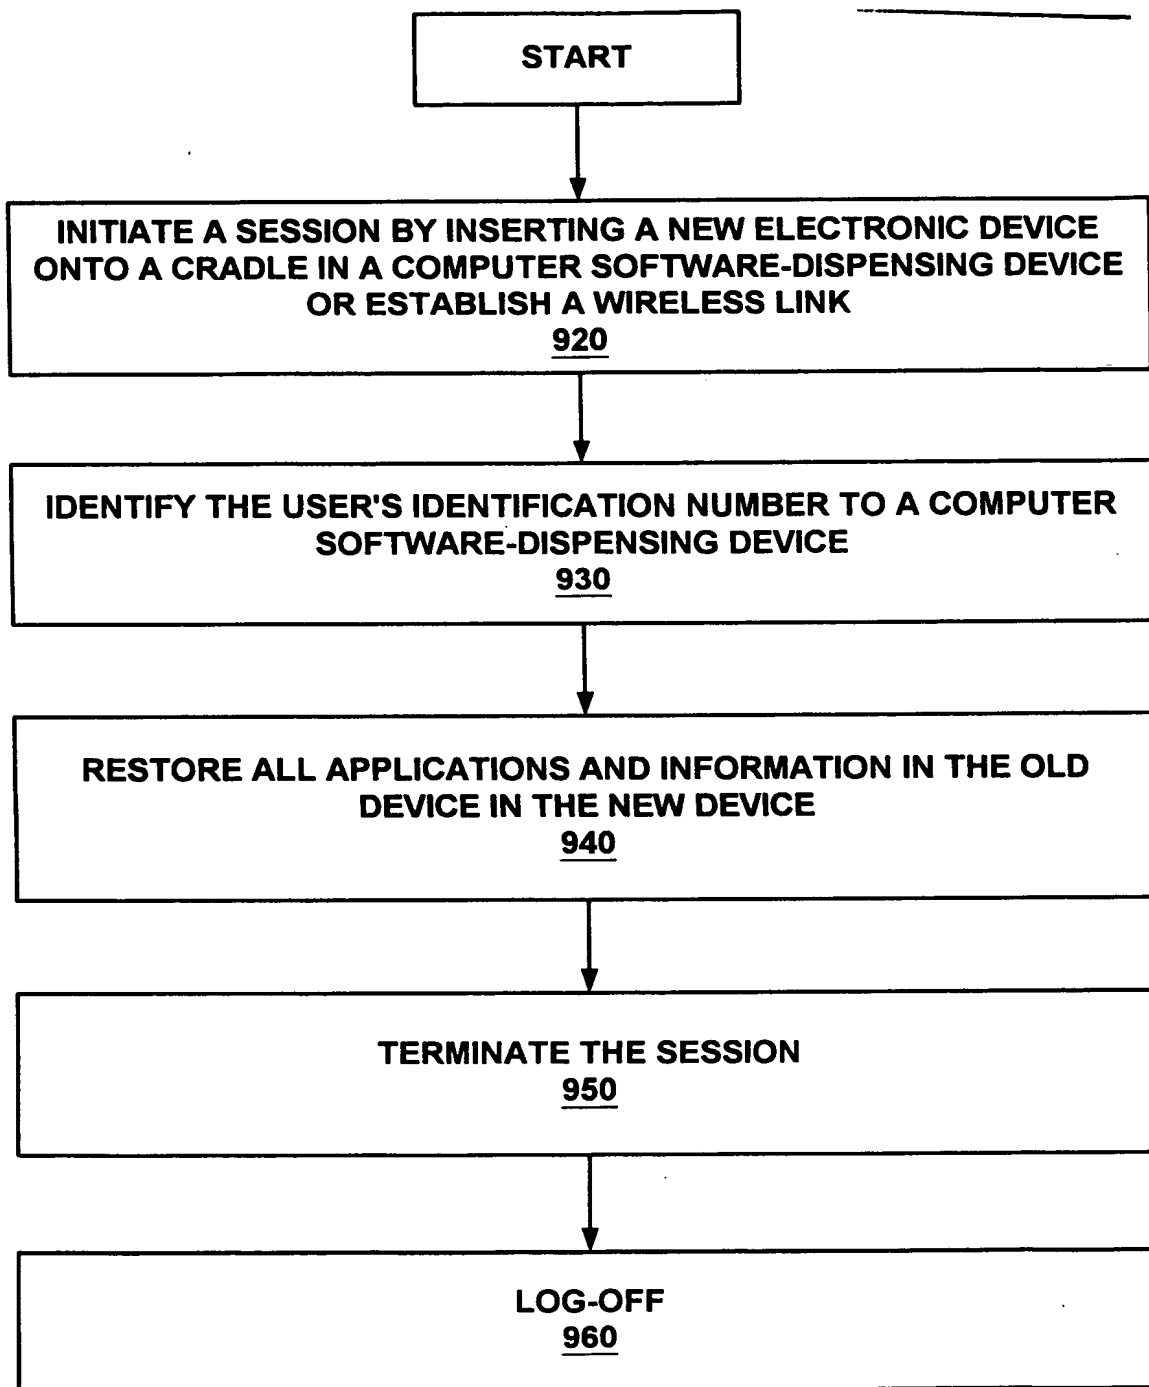 START
INITIATE A SESSION BY INSERTING A NEW ELECTRONIC DEVICE
ONTO A CRADLE IN A COMPUTER SOFTWARE-DISPENSING DEVICE
OR ESTABLISH A WIRELESS LINK
920
IDENTIFY THE USER'S IDENTIFICATION NUMBER TO A COMPUTER
SOFTWARE-DISPENSING DEVICE
930
RESTORE ALL APPLICATIONS AND INFORMATION IN THE OLD
DEVICE IN THE NEW DEVICE
940
TERMINATE THE SESSION
950
LOG-OFF
960